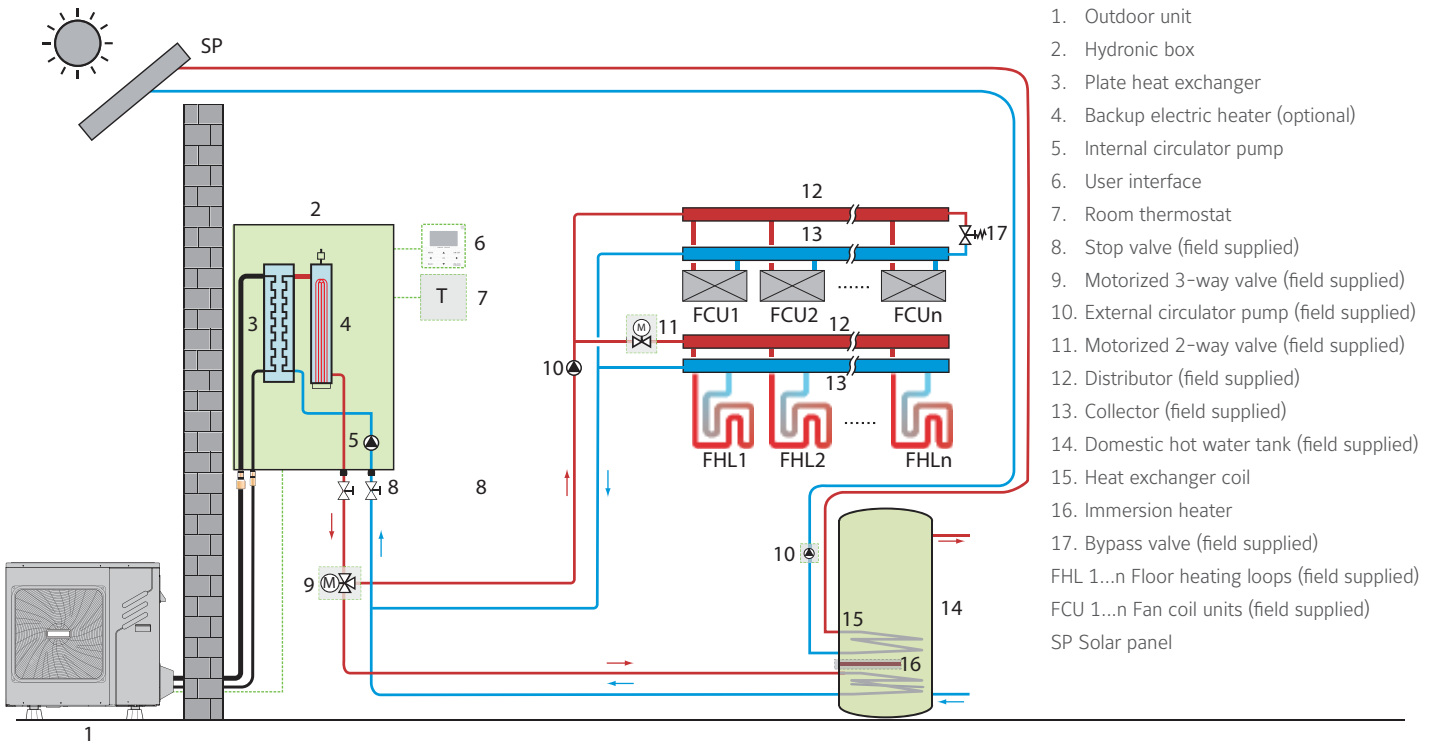 SP
2
6
T
7
3
4
5
8
8
9
M
10
11
M
12
13
17
FCU1
FCU2
......
FCUn
12
13
FHL1
FHL2
......
FHLn
10
15
16
14
1
1. Outdoor unit
2. Hydronic box
3. Plate heat exchanger
4. Backup electric heater (optional)
5. Internal circulator pump
6. User interface
7. Room thermostat
8. Stop valve (field supplied)
9. Motorized 3-way valve (field supplied)
10. External circulator pump (field supplied)
11. Motorized 2-way valve (field supplied)
12. Distributor (field supplied)
13. Collector (field supplied)
14. Domestic hot water tank (field supplied)
15. Heat exchanger coil
16. Immersion heater
17. Bypass valve (field supplied)
FHL 1...n Floor heating loops (field supplied)
FCU 1...n Fan coil units (field supplied)
SP Solar panel